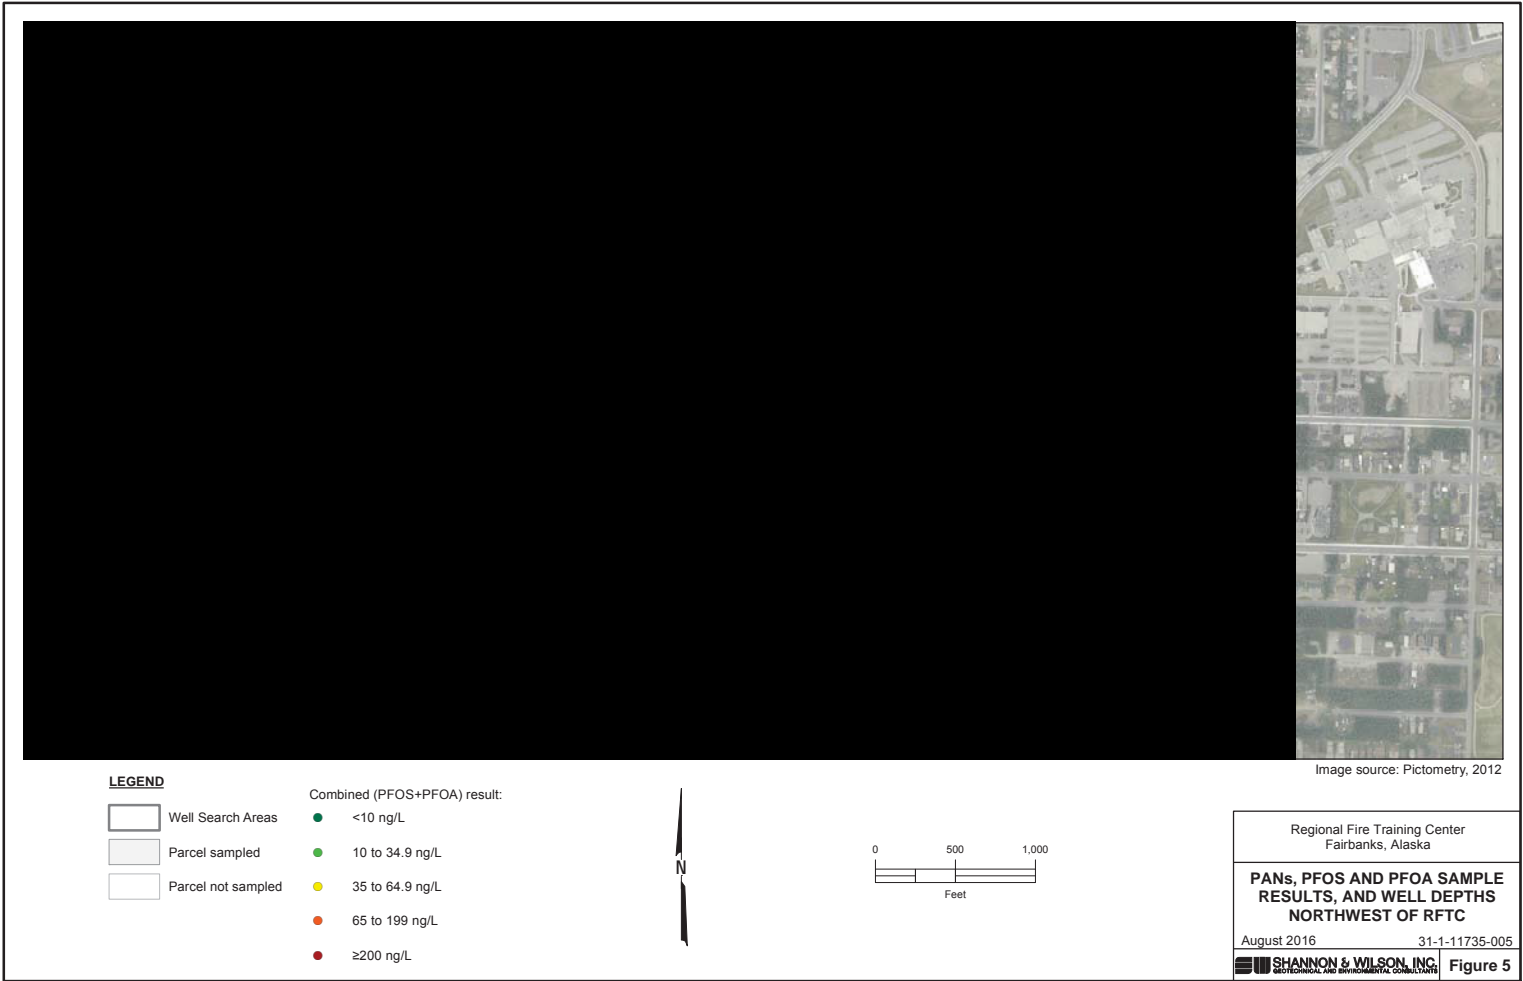 Image source: Pictometry, 2012
LEGEND
Well Search Areas
Parcel sampled
Parcel not sampled
Combined (PFOS+PFOA) result:
<10 ng/L
10 to 34.9 ng/L
35 to 64.9 ng/L
65 to 199 ng/L
≥200 ng/L
N
0 500 1,000
Feet
Regional Fire Training Center
Fairbanks, Alaska
PANs, PFOS AND PFOA SAMPLE
RESULTS, AND WELL DEPTHS
NORTHWEST OF RFTC
August 2016 31-1-11735-005
SHANNON & WILSON, INC.
GEOTECHNICAL AND ENVIRONMENTAL CONSULTANTS
Figure 5